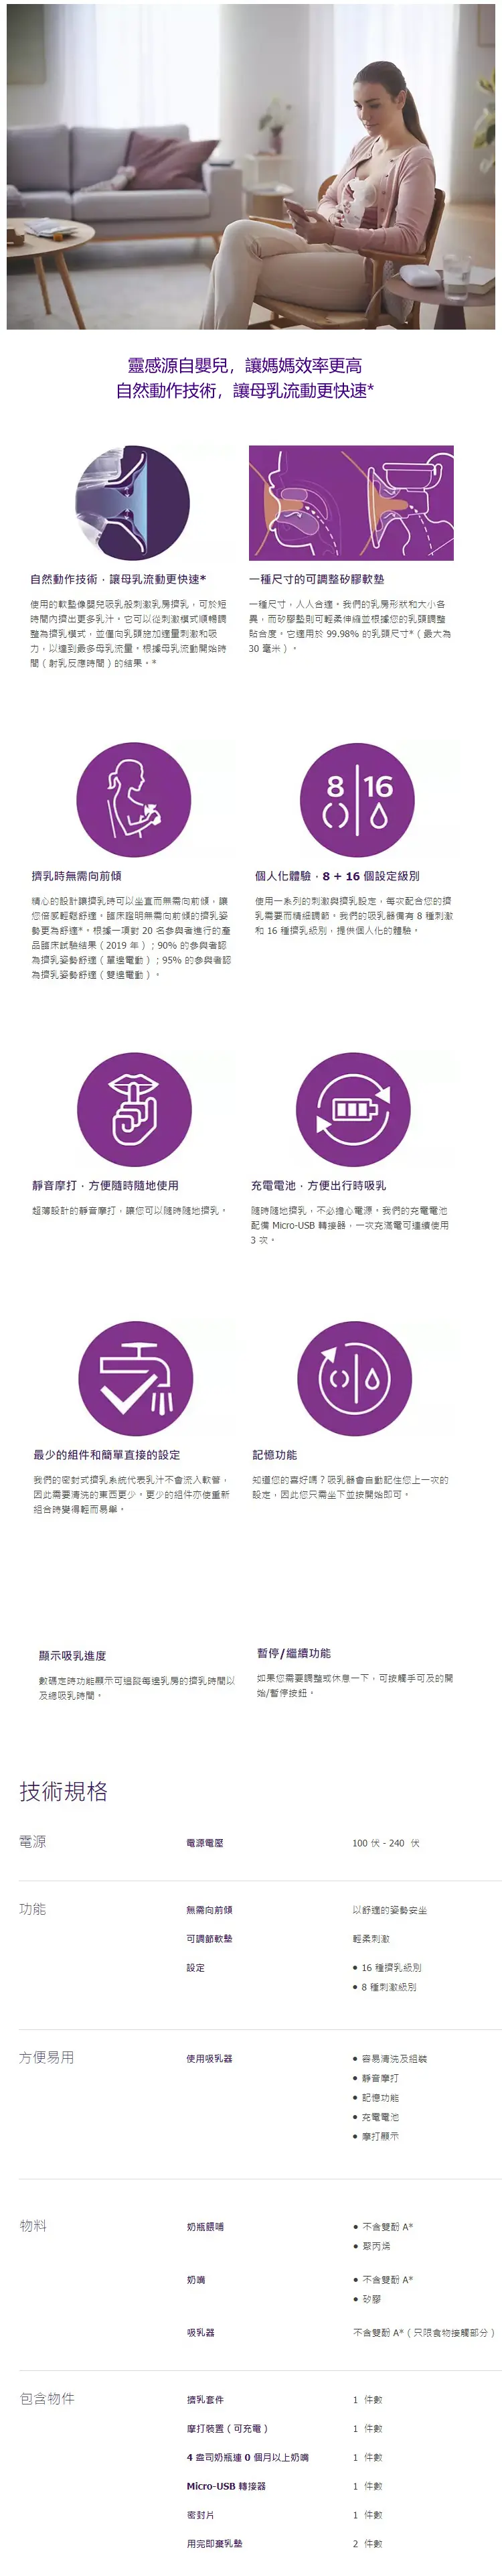 靈感源自嬰兒，讓媽媽效率更高
自然動作技術，讓母乳流動更快速*
自然動作技術，讓母乳流動更快速*
使用的軟墊像嬰兒吸乳般刺激乳房擠乳，可於短
時間內擠出更多乳汁。它可以從刺激模式順暢調
整為擠乳模式，並僅向乳頭施加適量刺激和吸
力，以達到最多母乳流量。根據母乳流動開始時
間（射乳反應時間）的結果。*
一種尺寸的可調整矽膠軟墊
一種尺寸，人人合適。我們的乳房形狀和大小各
異，而矽膠墊則可輕柔伸縮並根據您的乳頭調整
貼合度。它適用於 99.98% 的乳頭尺寸*（最大為
30 毫米）。
擠乳時無需向前傾
精心的設計讓擠乳時可以坐直而無需向前傾，讓
您倍感輕鬆舒適。臨床證明無需向前傾的擠乳姿
勢更為舒適*。根據一項對 20 名參與者進行的產
品臨床試驗結果（2019 年）；90% 的參與者認
為擠乳姿勢舒適（單邊電動）；95% 的參與者認
為擠乳姿勢舒適（雙邊電動）。
8 16
個人化體驗，8 + 16 個設定級別
使用一系列的刺激與擠乳設定，每次配合您的擠
乳需要而精細調節。我們的吸乳器備有 8 種刺激
和 16 種擠乳級別，提供個人化的體驗。
靜音摩打，方便隨時隨地使用
超薄設計的靜音摩打，讓您可以隨時隨地擠乳。
充電電池，方便出行時吸乳
隨時隨地擠乳，不必擔心電源。我們的充電電池
配備 Micro-USB 轉接器，一次充滿電可連續使用
3 次。
最少的組件和簡單直接的設定
我們的密封式擠乳系統代表乳汁不會流入軟管，
因此需要清洗的東西更少。更少的組件亦使重新
組合時變得輕而易舉。
記憶功能
知道您的喜好嗎？吸乳器會自動記住您上一次的
設定，因此您只需坐下並按開始即可。
顯示吸乳進度
數碼定時功能顯示可追蹤每邊乳房的擠乳時間以
及總吸乳時間。
暫停/繼續功能
如果您需要調整或休息一下，可按觸手可及的開
始/暫停按鈕。
技術規格
電源
電源電壓
100 伏 - 240 伏
功能
無需向前傾
以舒適的姿勢安坐
可調節軟墊
輕柔刺激
設定
● 16 種擠乳級別
● 8 種刺激級別
方便易用
使用吸乳器
● 容易清洗及組裝
● 靜音摩打
● 記憶功能
● 充電電池
● 摩打顯示
物料
奶瓶餵哺
● 不含雙酚 A*
● 聚丙烯
奶嘴
● 不含雙酚 A*
● 矽膠
吸乳器
不含雙酚 A*（只限食物接觸部分）
包含物件
擠乳套件
1 件數
摩打裝置（可充電）
1 件數
4 盎司奶瓶連 0 個月以上奶嘴
1 件數
Micro-USB 轉接器
1 件數
密封片
1 件數
用完即棄乳墊
2 件數